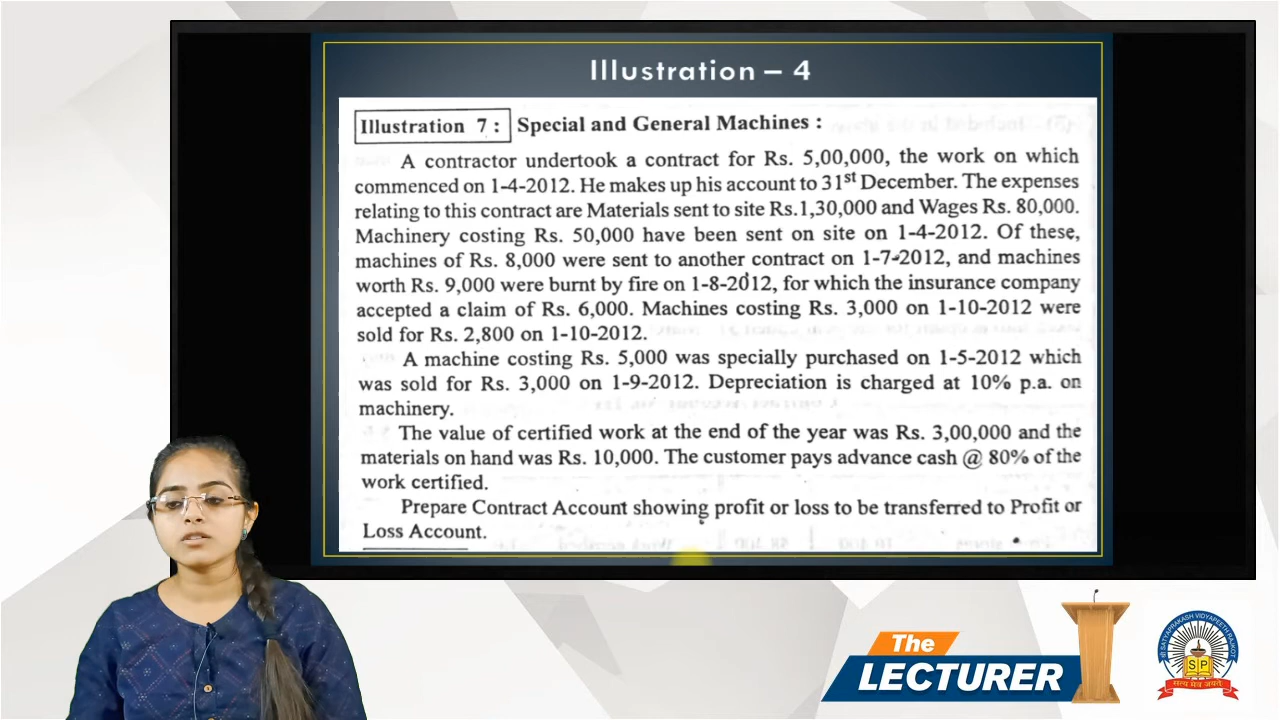 Illustration – 4
Illustration 7 : Special and General Machines :
A contractor undertook a contract for Rs. 5,00,000, the work on which
commenced on 1-4-2012. He makes up his account to 31st December. The expenses
relating to this contract are Materials sent to site Rs.1,30,000 and Wages Rs. 80,000.
Machinery costing Rs. 50,000 have been sent on site on 1-4-2012. Of these,
machines of Rs. 8,000 were sent to another contract on 1-7-2012, and machines
worth Rs. 9,000 were burnt by fire on 1-8-2012, for which the insurance company
accepted a claim of Rs. 6,000. Machines costing Rs. 3,000 on 1-10-2012 were
sold for Rs. 2,800 on 1-10-2012.
A machine costing Rs. 5,000 was specially purchased on 1-5-2012 which
was sold for Rs. 3,000 on 1-9-2012. Depreciation is charged at 10% p.a. on
machinery.
The value of certified work at the end of the year was Rs. 3,00,000 and the
materials on hand was Rs. 10,000. The customer pays advance cash @ 80% of the
work certified.
Prepare Contract Account showing profit or loss to be transferred to Profit or
Loss Account.
The
LECTURER
SATYAPRAKASH VIDYAPEETH RAJKOT
SP
सत्यमेव जयते